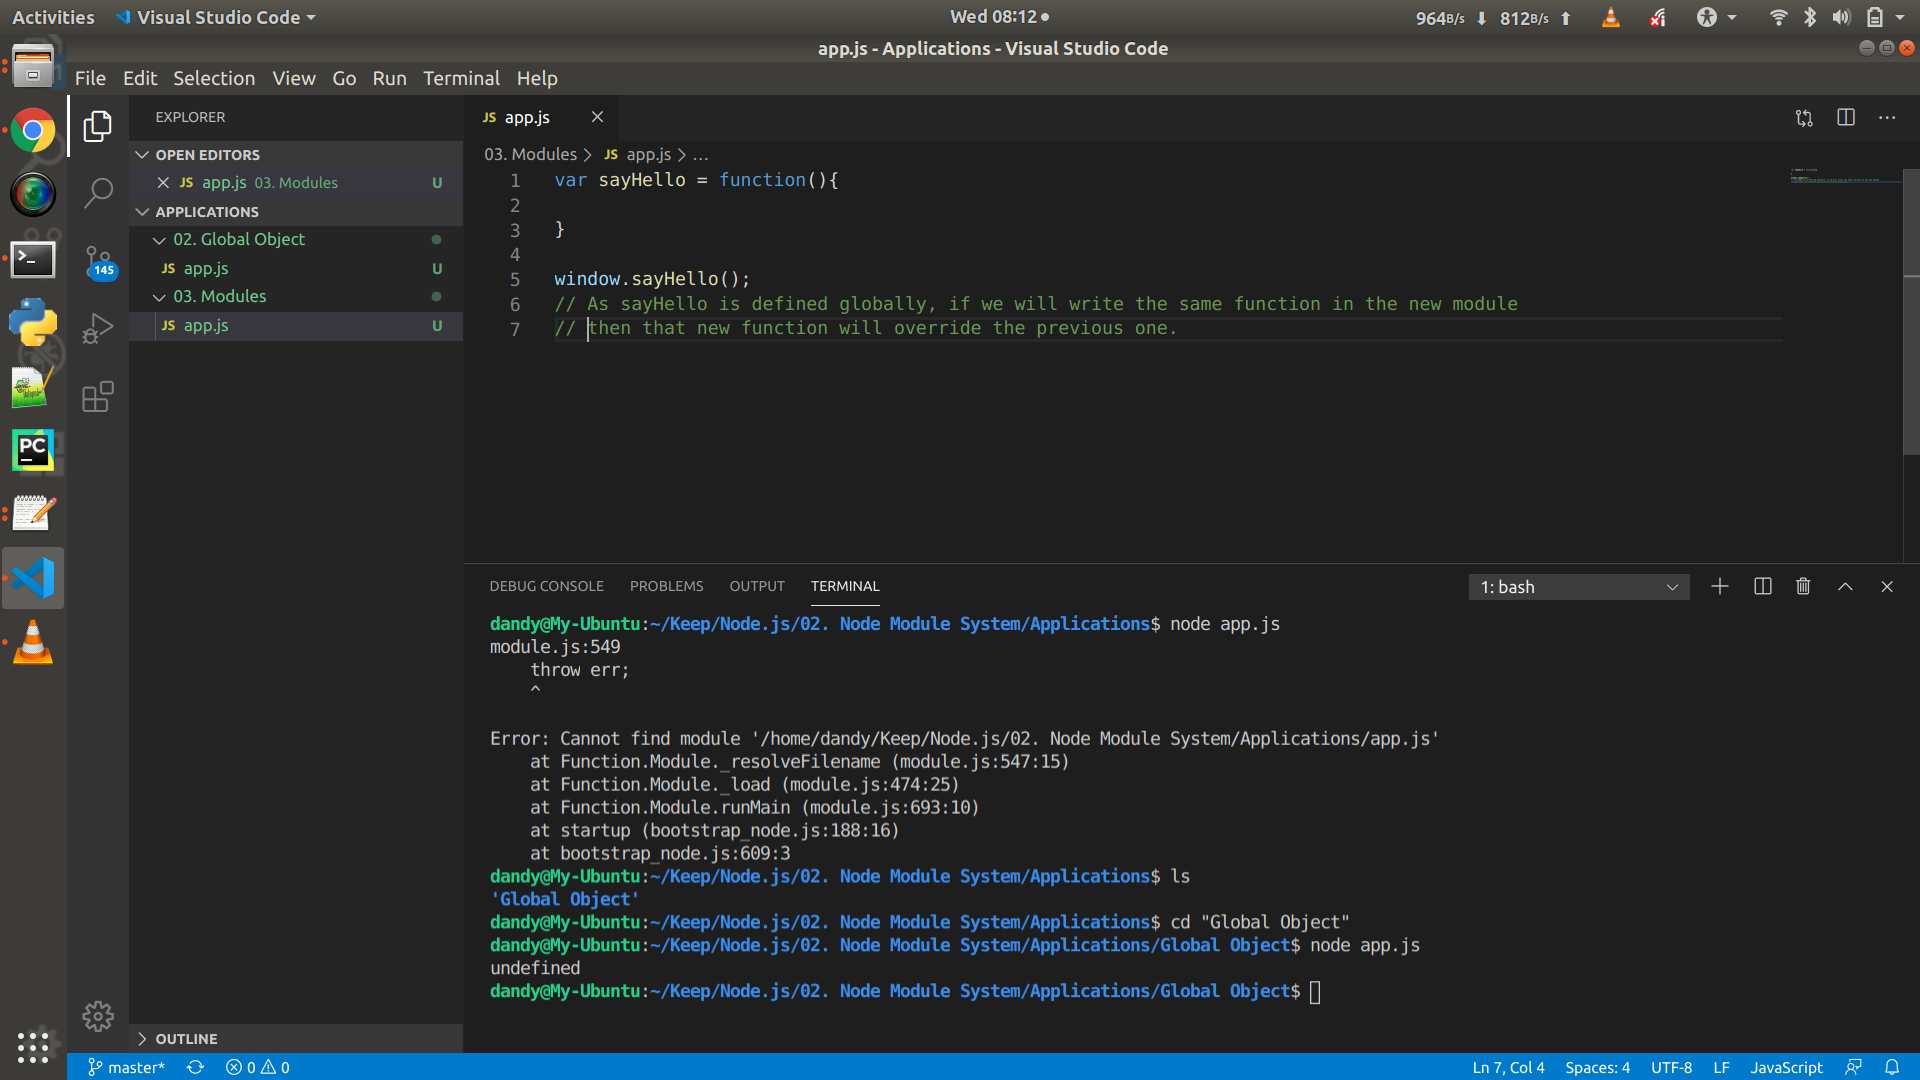 Activities
Visual Studio Code
Wed 08:12
964B/s
812B/s
app.js - Applications - Visual Studio Code
File Edit Selection View Go Run Terminal Help
EXPLORER
OPEN EDITORS
JS app.js 03. Modules U
APPLICATIONS
02. Global Object
JS app.js U
03. Modules
JS app.js U
145
PC
OUTLINE
JS app.js
03. Modules > JS app.js > ...
1 var sayHello = function(){
2
3 }
4
5 window.sayHello();
6 // As sayHello is defined globally, if we will write the same function in the new module
7 // then that new function will override the previous one.
DEBUG CONSOLE PROBLEMS OUTPUT TERMINAL
1: bash
dandy@My-Ubuntu:~/Keep/Node.js/02. Node Module System/Applications$ node app.js
module.js:549
    throw err;
    ^
Error: Cannot find module '/home/dandy/Keep/Node.js/02. Node Module System/Applications/app.js'
    at Function.Module._resolveFilename (module.js:547:15)
    at Function.Module._load (module.js:474:25)
    at Function.Module.runMain (module.js:693:10)
    at startup (bootstrap_node.js:188:16)
    at bootstrap_node.js:609:3
dandy@My-Ubuntu:~/Keep/Node.js/02. Node Module System/Applications$ ls
'Global Object'
dandy@My-Ubuntu:~/Keep/Node.js/02. Node Module System/Applications$ cd "Global Object"
dandy@My-Ubuntu:~/Keep/Node.js/02. Node Module System/Applications/Global Object$ node app.js
undefined
dandy@My-Ubuntu:~/Keep/Node.js/02. Node Module System/Applications/Global Object$
master* 0 0
Ln 7, Col 4 Spaces: 4 UTF-8 LF JavaScript